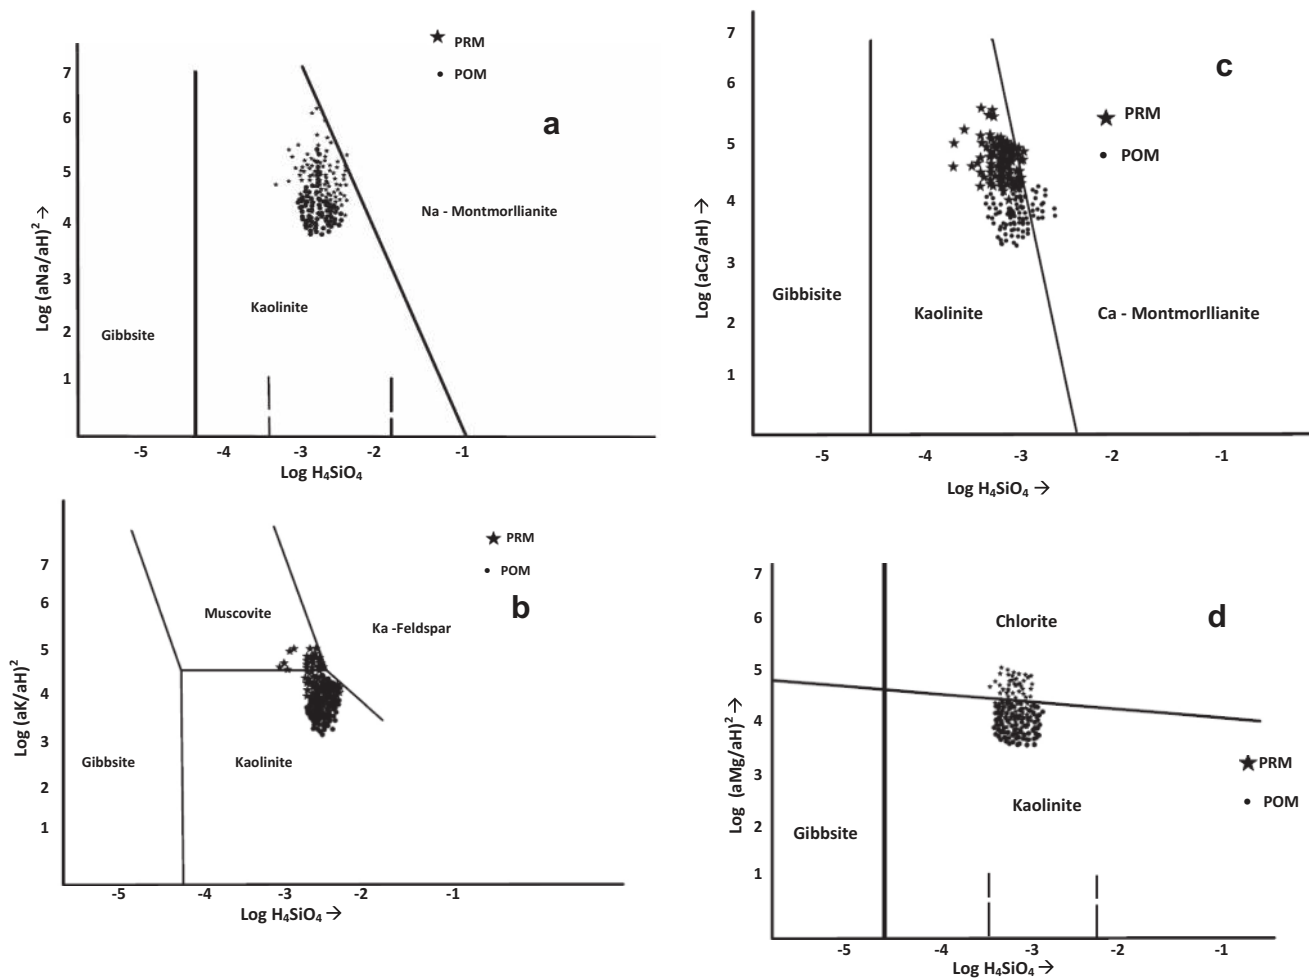 PRM
POM
a
7
6
5
4
3
2
1
Log (aNa/aH)² →
Na - Montmorllianite
Kaolinite
Gibbsite
-5 -4 -3 -2 -1
Log H₄SiO₄
c
PRM
POM
7
6
5
4
3
2
1
Log (aCa/aH) →
Gibbisite
Kaolinite
Ca - Montmorllianite
-5 -4 -3 -2 -1
Log H₄SiO₄ →
PRM
POM
b
7
6
5
4
3
2
1
Log (aK/aH)²
Muscovite
Ka -Feldspar
Gibbsite
Kaolinite
-5 -4 -3 -2 -1
Log H₄SiO₄ →
d
7
6
5
4
3
2
1
Log (aMg/aH)² →
Chlorite
PRM
POM
Kaolinite
Gibbsite
-5 -4 -3 -2 -1
Log H₄SiO₄ →